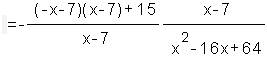 =- (-x-7)(x-7)+15 / x-7 x-7 / x²-16x+64